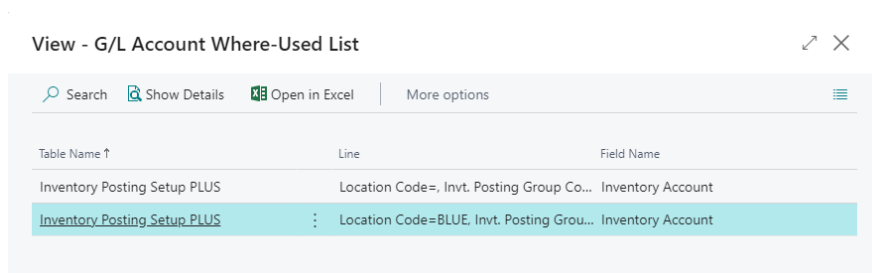 View - G/L Account Where-Used List
Search Show Details Open in Excel More options
Table Name↑ Line Field Name
Inventory Posting Setup PLUS Location Code=, Invt. Posting Group Co... Inventory Account
Inventory Posting Setup PLUS Location Code=BLUE, Invt. Posting Grou... Inventory Account